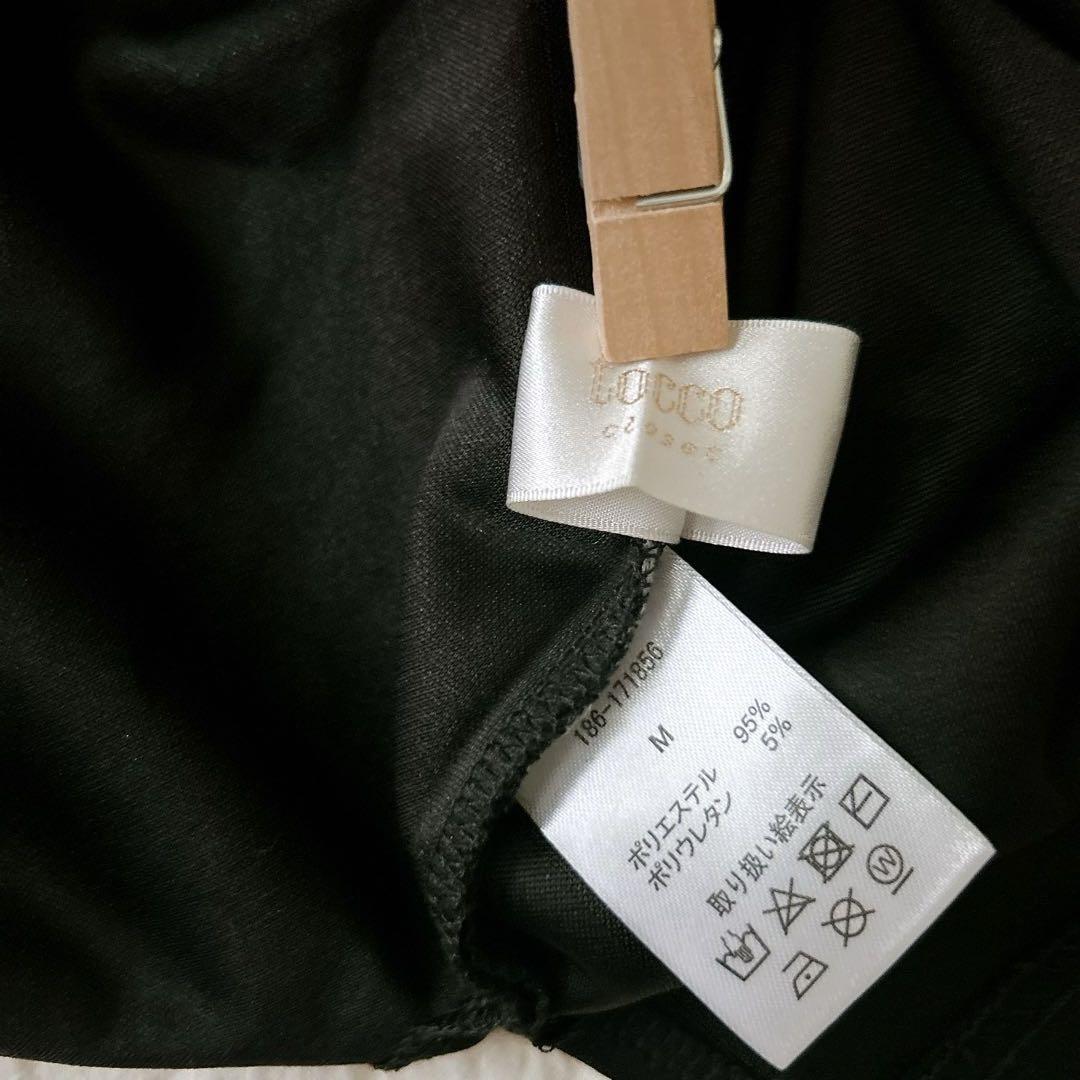 tocco
closet
186-171856
M
ポリエステル 95%
ポリウレタン 5%
取り扱い絵表示
W